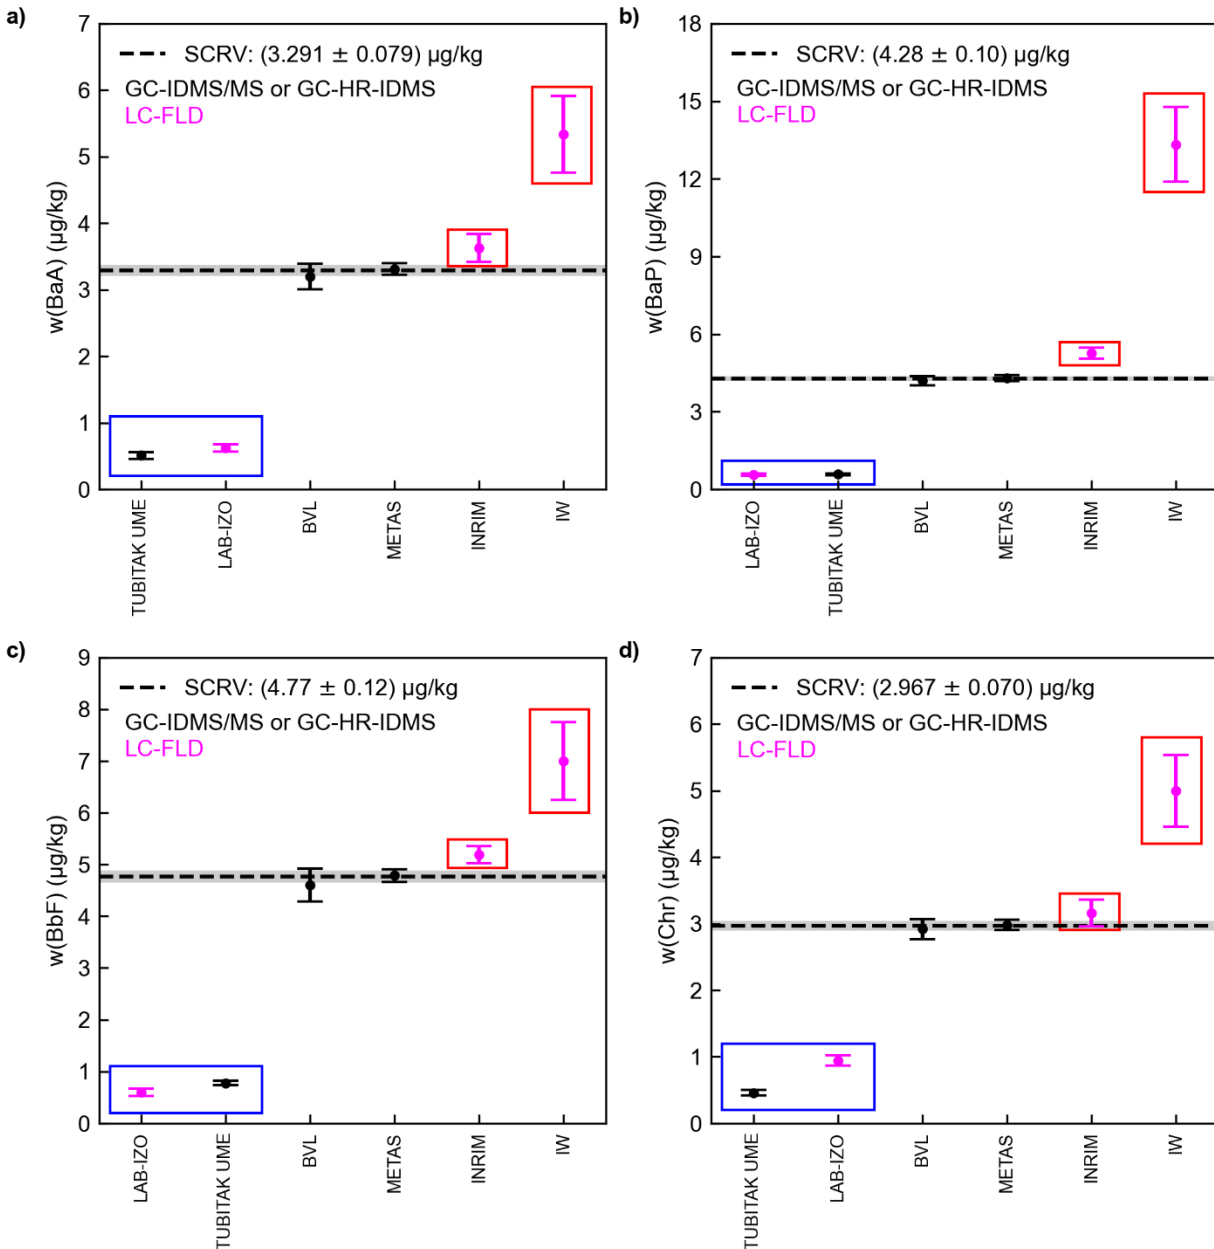 a)
7
6
5
4
3
2
1
0
w(BaA) (µg/kg)
SCRV: (3.291 ± 0.079) µg/kg
GC-IDMS/MS or GC-HR-IDMS
LC-FLD
TUBITAK UME
LAB-IZO
BVL
METAS
INRIM
IW
b)
18
15
12
9
6
3
0
w(BaP) (µg/kg)
SCRV: (4.28 ± 0.10) µg/kg
GC-IDMS/MS or GC-HR-IDMS
LC-FLD
LAB-IZO
TUBITAK UME
BVL
METAS
INRIM
IW
c)
9
8
7
6
5
4
3
2
1
0
w(BbF) (µg/kg)
SCRV: (4.77 ± 0.12) µg/kg
GC-IDMS/MS or GC-HR-IDMS
LC-FLD
LAB-IZO
TUBITAK UME
BVL
METAS
INRIM
IW
d)
7
6
5
4
3
2
1
0
w(Chr) (µg/kg)
SCRV: (2.967 ± 0.070) µg/kg
GC-IDMS/MS or GC-HR-IDMS
LC-FLD
TUBITAK UME
LAB-IZO
BVL
METAS
INRIM
IW